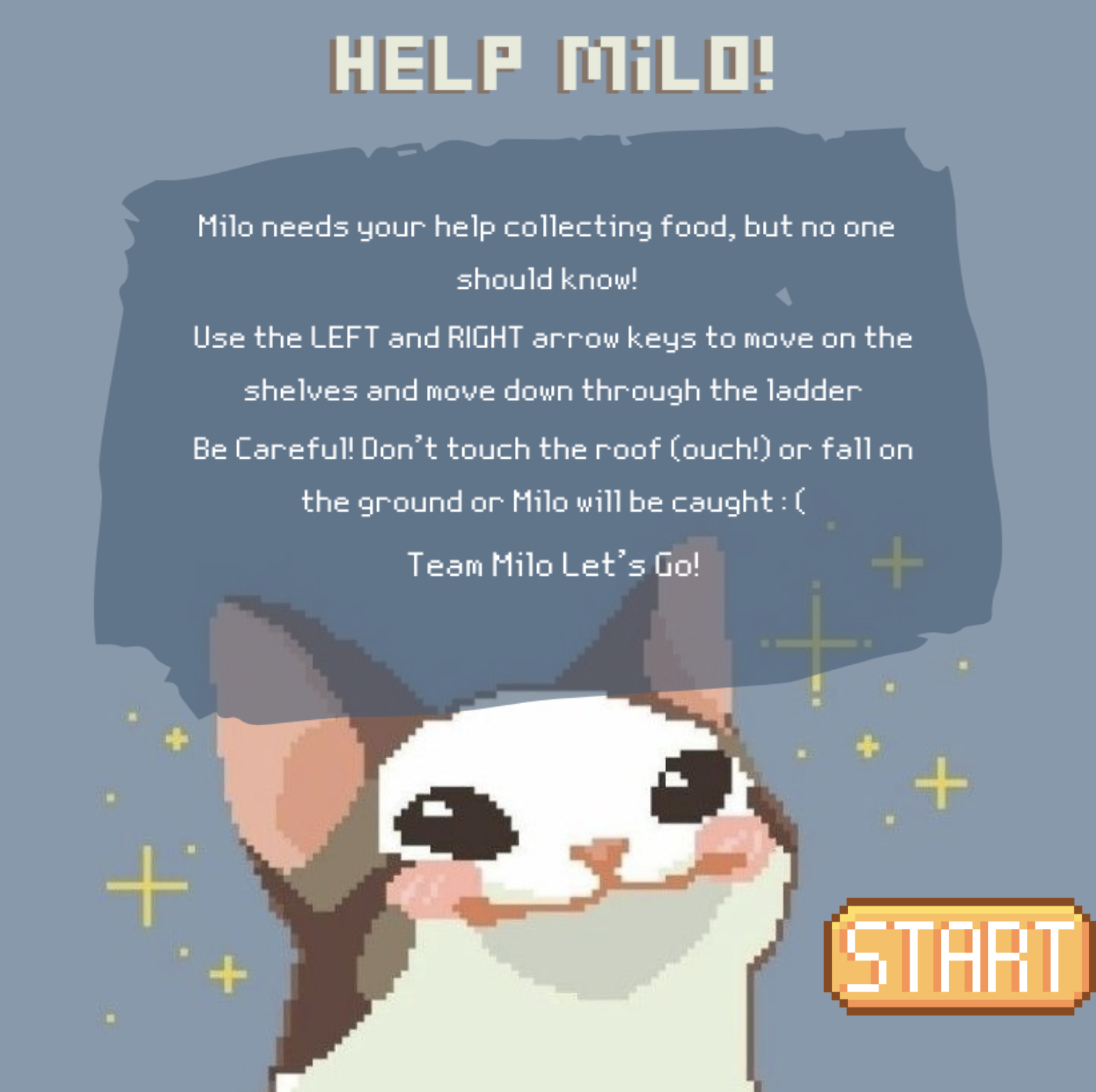 HELP MiLO!
Milo needs your help collecting food, but no one
should know!
Use the LEFT and RIGHT arrow keys to move on the
shelves and move down through the ladder
Be Careful! Don't touch the roof (ouch!) or fall on
the ground or Milo will be caught : (
Team Milo Let's Go!
START